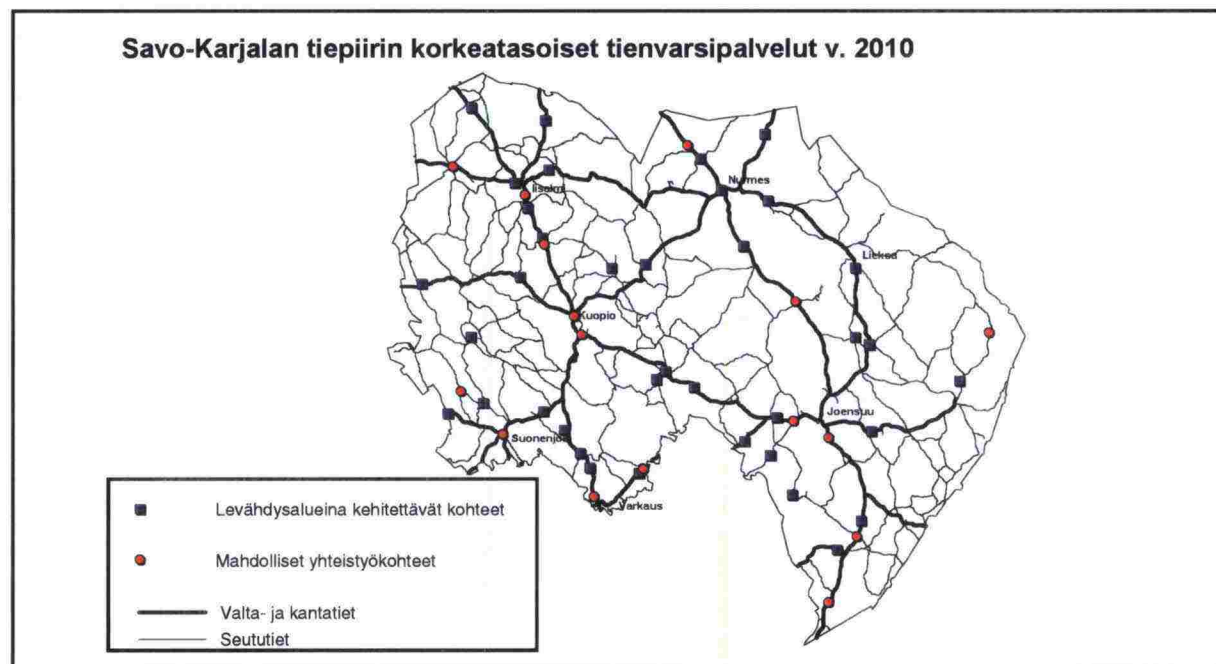 Savo-Karjalan tiepiirin korkeatasoiset tienvarsipalvelut v. 2010
Iisalmi
Nurmes
Lieksa
Kuopio
Joensuu
Suonenjoki
Varkaus
Levähdysalueina kehitettävät kohteet
Mahdolliset yhteistyökohteet
Valta- ja kantatiet
Seututiet